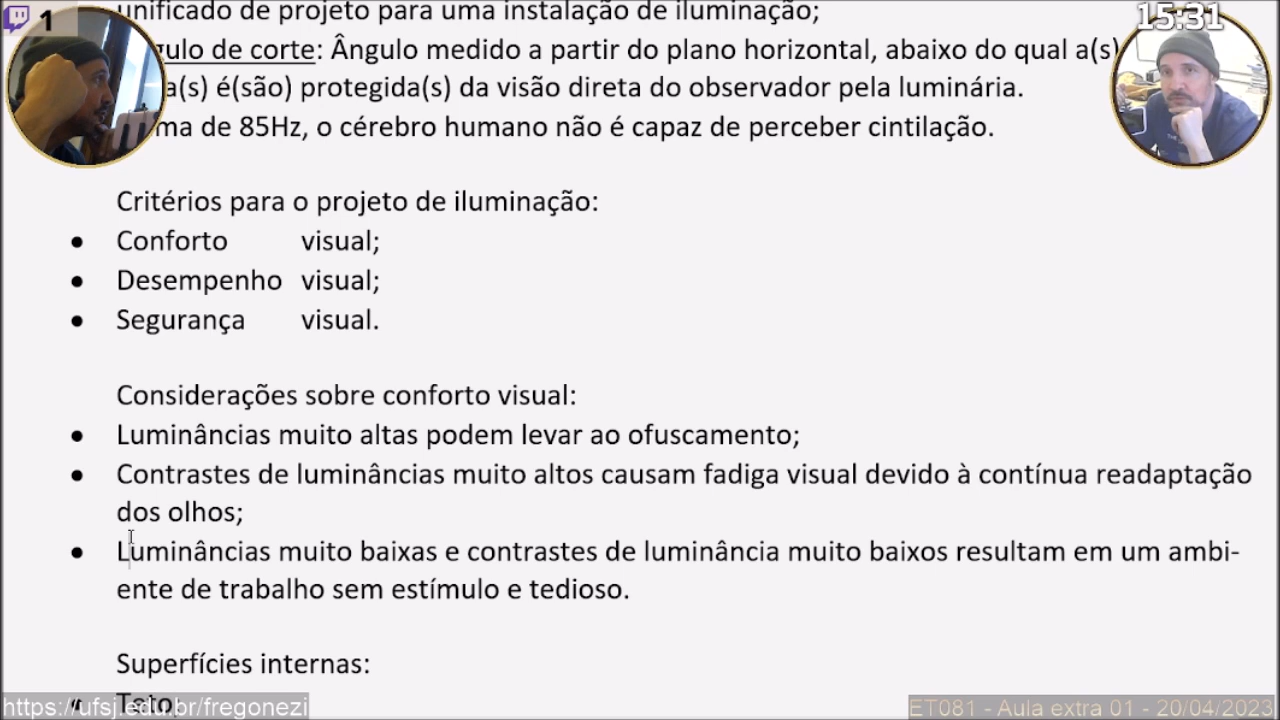 1
15:31
unificado de projeto para uma instalação de iluminação;
gulo de corte: Ângulo medido a partir do plano horizontal, abaixo do qual a(s)
a(s) é(são) protegida(s) da visão direta do observador pela luminária.
ma de 85Hz, o cérebro humano não é capaz de perceber cintilação.
Critérios para o projeto de iluminação:
• Conforto visual;
• Desempenho visual;
• Segurança visual.
Considerações sobre conforto visual:
• Luminâncias muito altas podem levar ao ofuscamento;
• Contrastes de luminâncias muito altos causam fadiga visual devido à contínua readaptação
dos olhos;
• Luminâncias muito baixas e contrastes de luminância muito baixos resultam em um ambi-
ente de trabalho sem estímulo e tedioso.
Superfícies internas:
• Teto
https://ufsj.edu.br/fregonezi
ET081 - Aula extra 01 - 20/04/2023